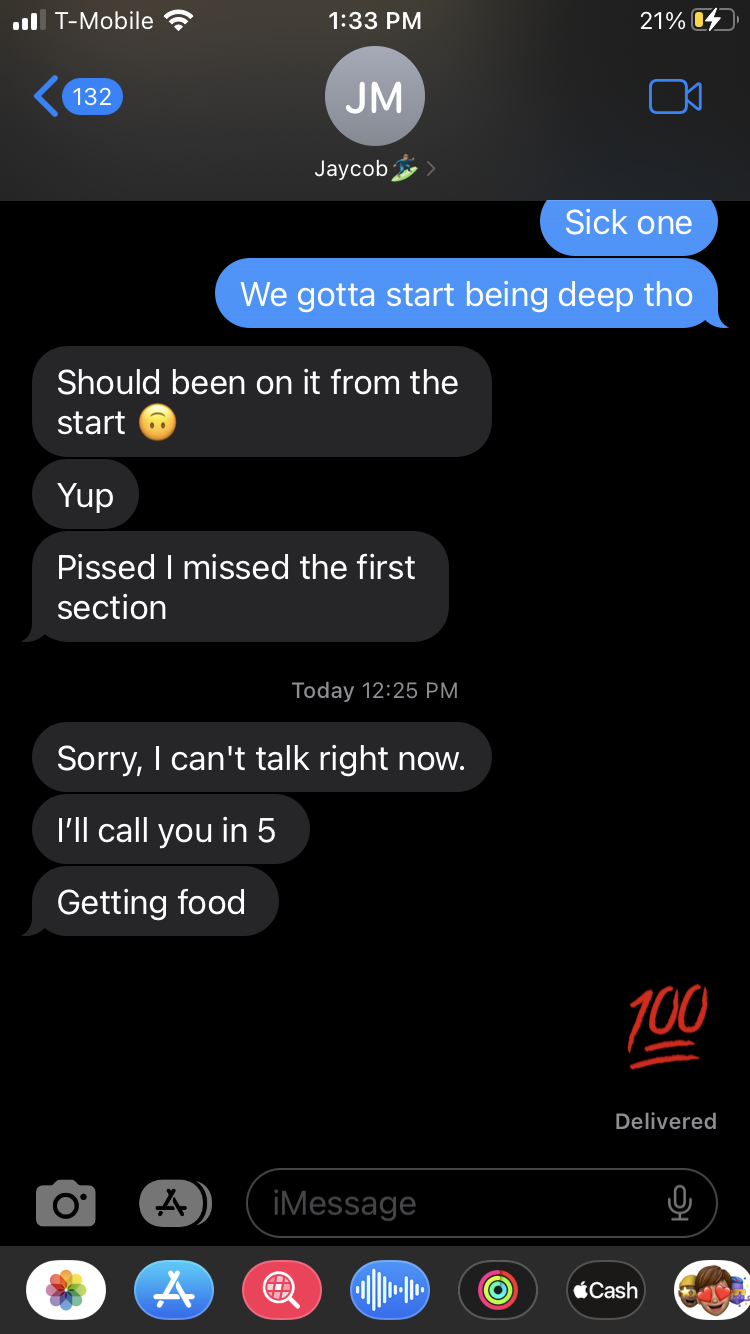 T-Mobile 1:33 PM 21%
132
JM
Jaycob🏄🏽‍♂️
Sick one
We gotta start being deep tho
Should been on it from the
start 🙃
Yup
Pissed I missed the first
section
Today 12:25 PM
Sorry, I can't talk right now.
I’ll call you in 5
Getting food
💯
Delivered
iMessage
Cash